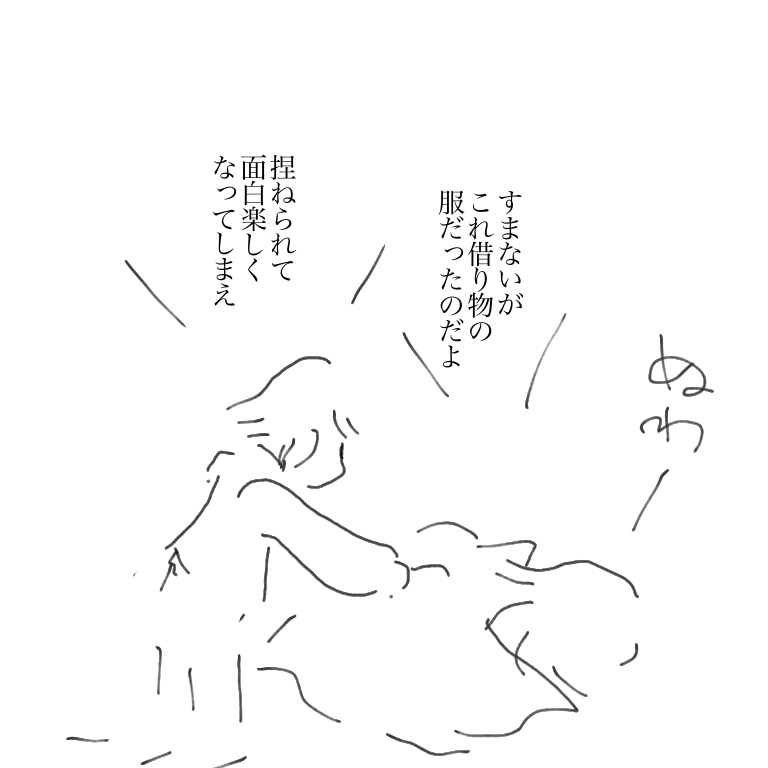 すまないが
これ借り物の
服だったのだよ
捏ねられて
面白楽しく
なってしまえ
ぬわ